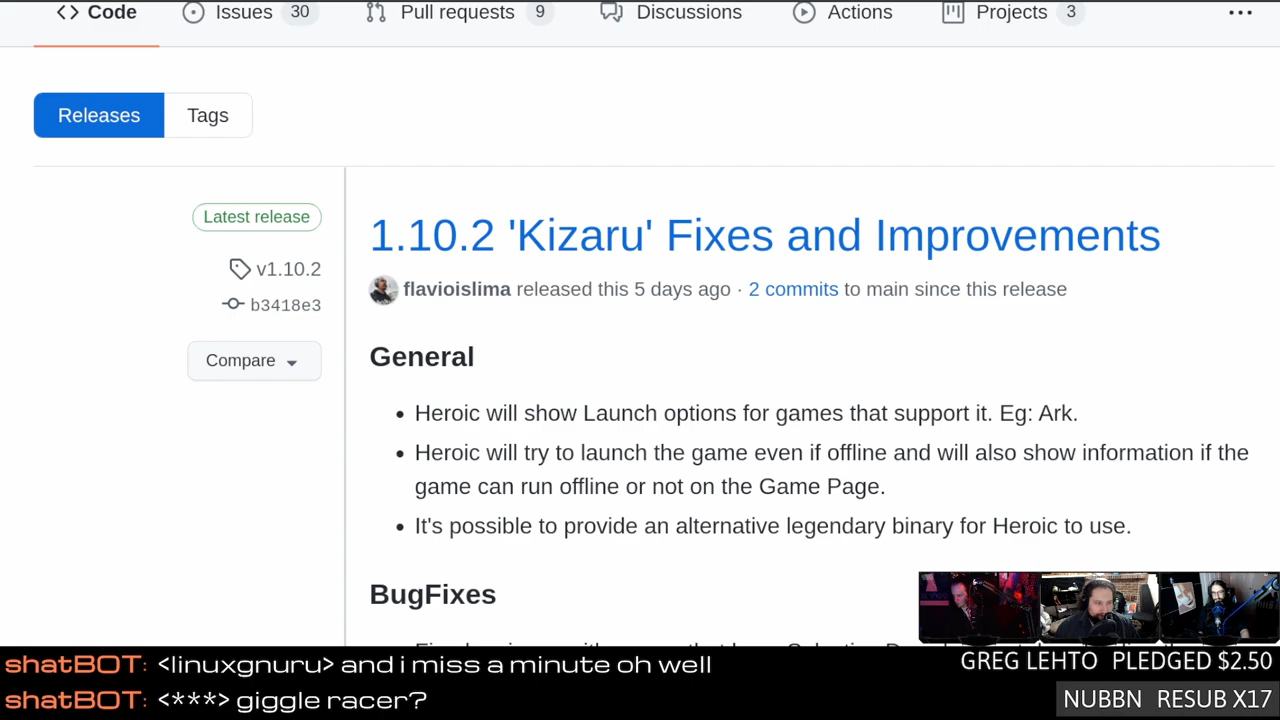 Code
Issues 30
Pull requests 9
Discussions
Actions
Projects 3
Releases
Tags
Latest release
v1.10.2
b3418e3
Compare
1.10.2 'Kizaru' Fixes and Improvements
flavioislima released this 5 days ago · 2 commits to main since this release
General
Heroic will show Launch options for games that support it. Eg: Ark.
Heroic will try to launch the game even if offline and will also show information if the
game can run offline or not on the Game Page.
It's possible to provide an alternative legendary binary for Heroic to use.
BugFixes
shatBOT: <linuxgnuru> and i miss a minute oh well
shatBOT: <***> giggle racer?
GREG LEHTO PLEDGED $2.50
NUBBN RESUB X17